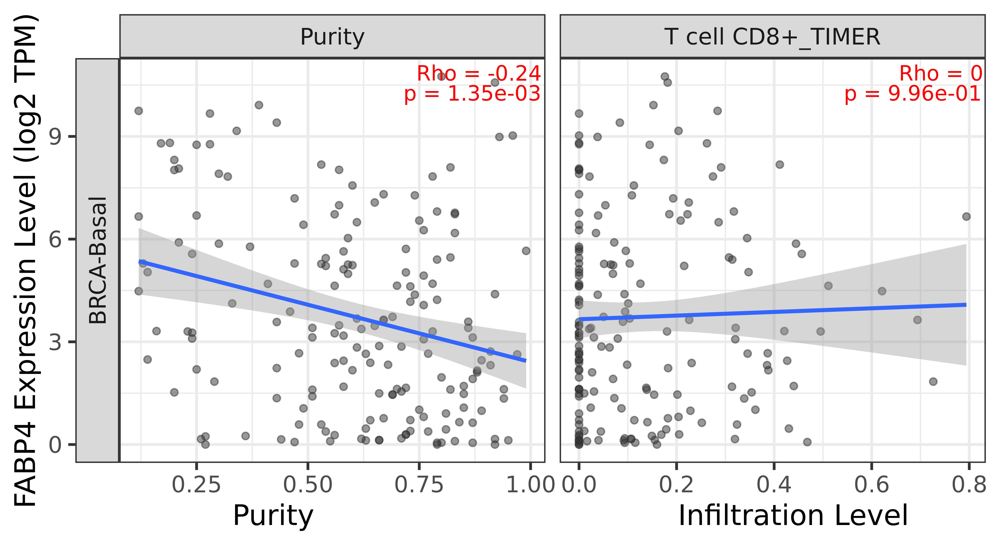 Purity
T cell CD8+_TIMER
Rho = -0.24
p = 1.35e-03
Rho = 0
p = 9.96e-01
FABP4 Expression Level (log2 TPM)
BRCA-Basal
9
6
3
0
0.25 0.50 0.75 1.00
0.0 0.2 0.4 0.6 0.8
Purity
Infiltration Level